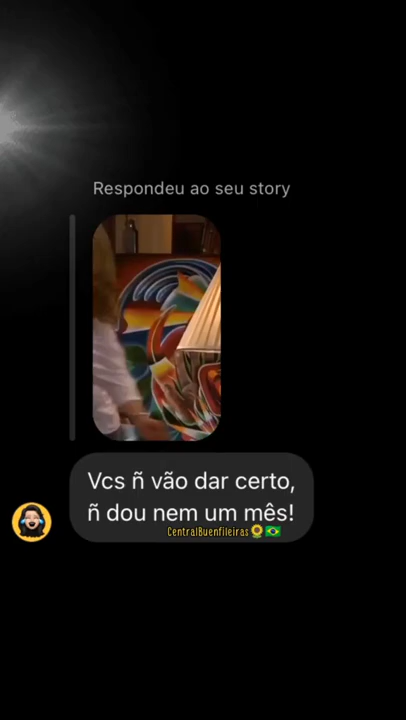 Respondeu ao seu story
Vcs ñ vão dar certo,
ñ dou nem um mês!
CentralBuenfileiras🌻🇧🇷